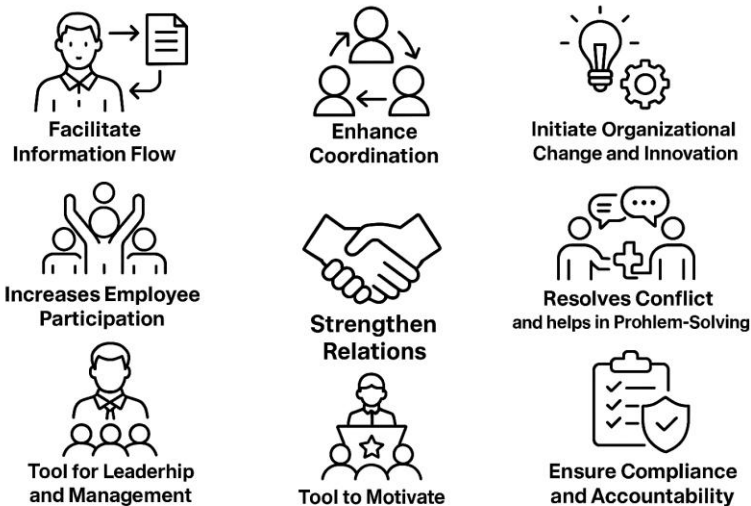 Facilitate
Information Flow
Enhance
Coordination
Initiate Organizational
Change and Innovation
Increases Employee
Participation
Strengthen
Relations
Resolves Conflict
and helps in Prohlem-Solving
Tool for Leaderhip
and Management
Tool to Motivate
Ensure Compliance
and Accountability